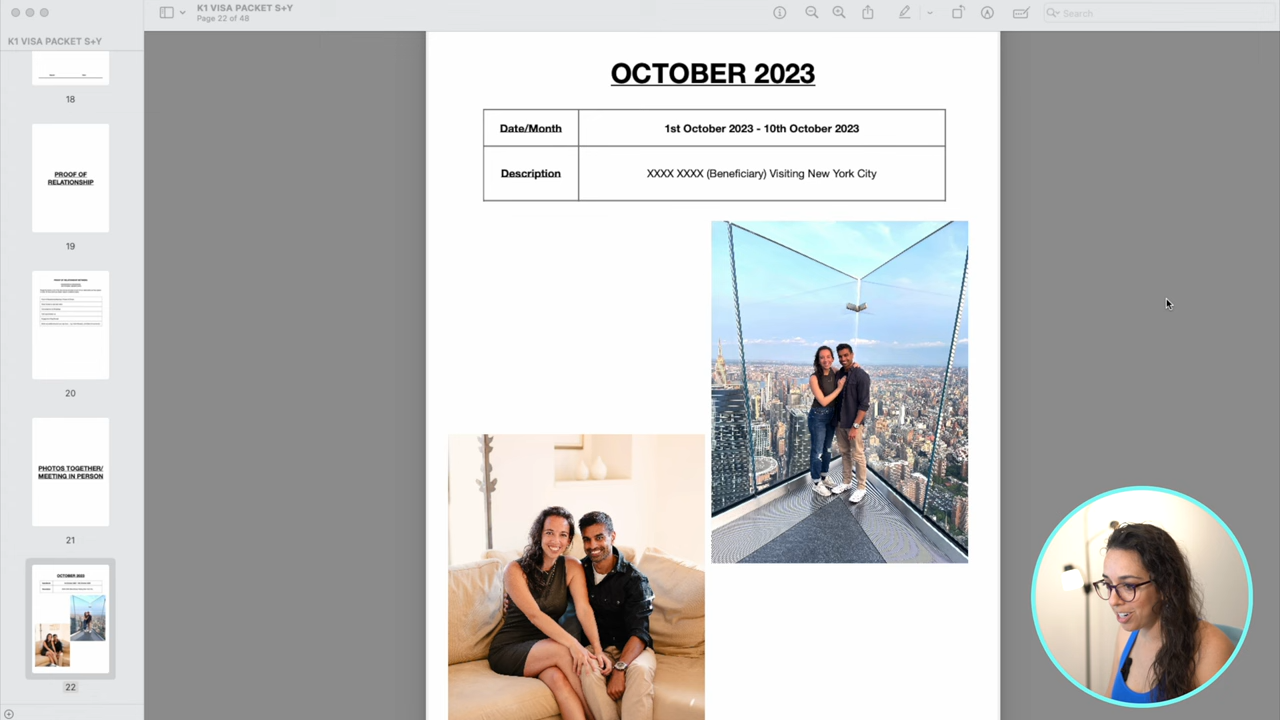 K1 VISA PACKET S+Y
Page 22 of 48
Search
K1 VISA PACKET S+Y
18
PROOF OF
RELATIONSHIP
19
20
PHOTOS TOGETHER/
MEETING IN PERSON
21
OCTOBER 2023
22
OCTOBER 2023
Date/Month
1st October 2023 - 10th October 2023
Description
XXXX XXXX (Beneficiary) Visiting New York City